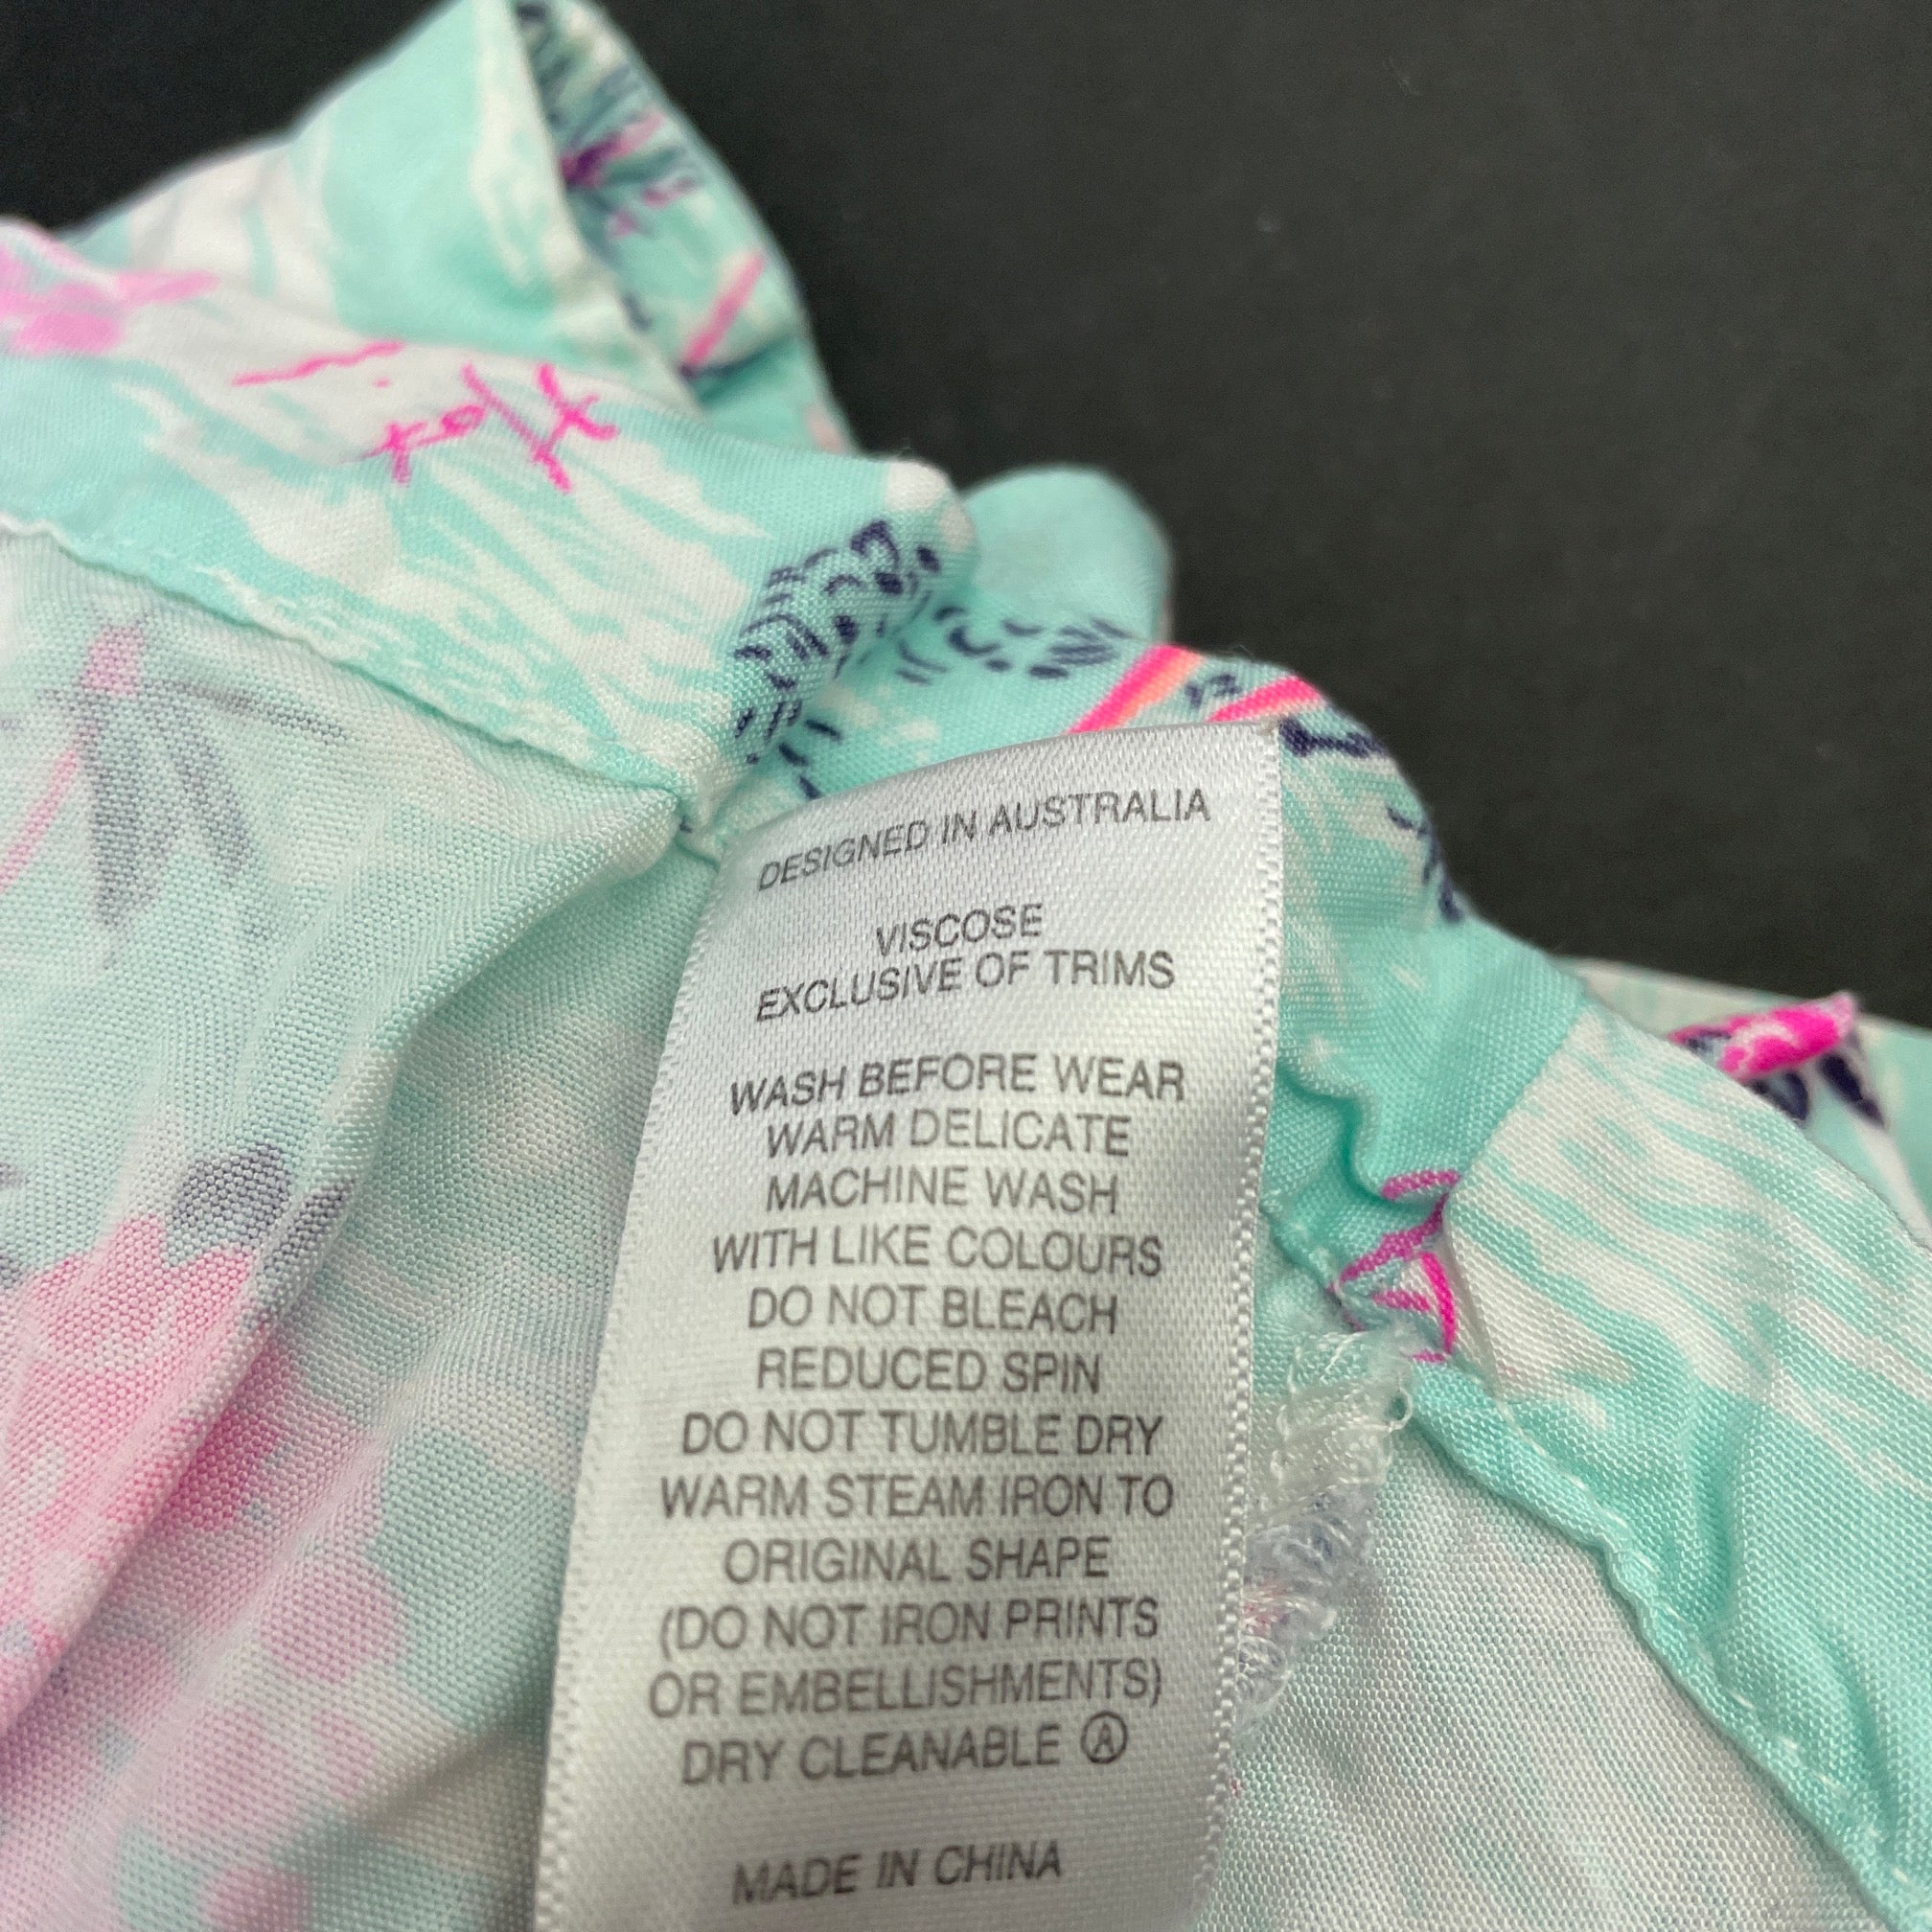 DESIGNED IN AUSTRALIA
VISCOSE
EXCLUSIVE OF TRIMS
WASH BEFORE WEAR
WARM DELICATE
MACHINE WASH
WITH LIKE COLOURS
DO NOT BLEACH
REDUCED SPIN
DO NOT TUMBLE DRY
WARM STEAM IRON TO
ORIGINAL SHAPE
(DO NOT IRON PRINTS
OR EMBELLISHMENTS)
DRY CLEANABLE Ⓐ
MADE IN CHINA